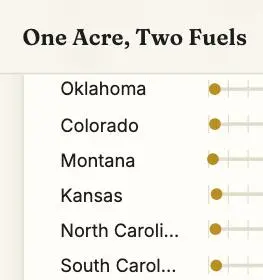 One Acre, Two Fuels
Oklahoma
Colorado
Montana
Kansas
North Caroli...
South Carol...